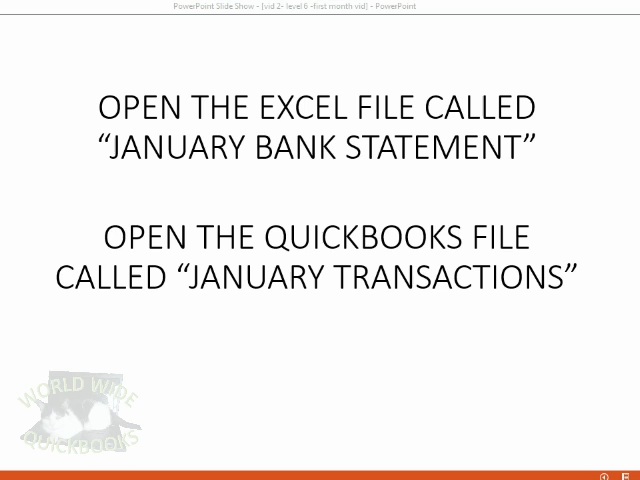 PowerPoint Slide Show - [vid 2- level 6 -first month vid] - PowerPoint
OPEN THE EXCEL FILE CALLED
“JANUARY BANK STATEMENT”
OPEN THE QUICKBOOKS FILE
CALLED “JANUARY TRANSACTIONS”
WORLD WIDE
QUICKBOOKS